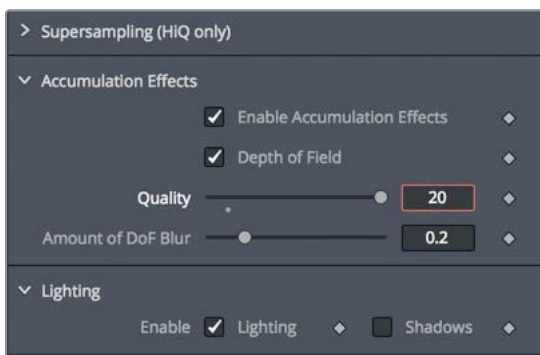 Supersampling (HiQ only)
Accumulation Effects
Enable Accumulation Effects
Depth of Field
Quality 20
Amount of DoF Blur 0.2
Lighting
Enable Lighting Shadows